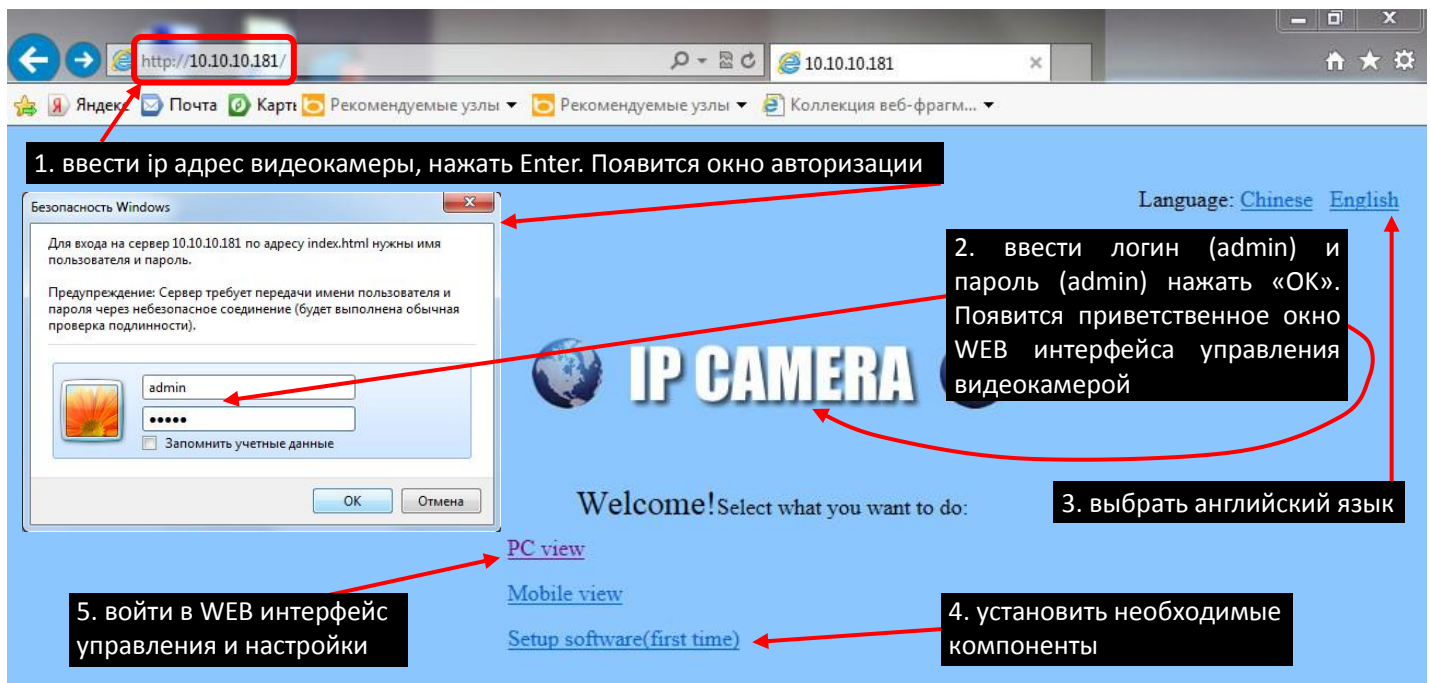 http://10.10.10.181/
10.10.10.181
Яндекс Почта Карты Рекомендуемые узлы Рекомендуемые узлы Коллекция веб-фрагм...
1. ввести ip адрес видеокамеры, нажать Enter. Появится окно авторизации
Language: Chinese English
Безопасность Windows
Для входа на сервер 10.10.10.181 по адресу index.html нужны имя
пользователя и пароль.
Предупреждение: Сервер требует передачи имени пользователя и
пароля через небезопасное соединение (будет выполнена обычная
проверка подлинности).
admin
•••••
Запомнить учетные данные
OK Отмена
2. ввести логин (admin) и
пароль (admin) нажать «OK».
Появится приветственное окно
WEB интерфейса управления
видеокамерой
IP CAMERA
3. выбрать английский язык
Welcome!Select what you want to do:
PC view
Mobile view
Setup software(first time)
5. войти в WEB интерфейс
управления и настройки
4. установить необходимые
компоненты